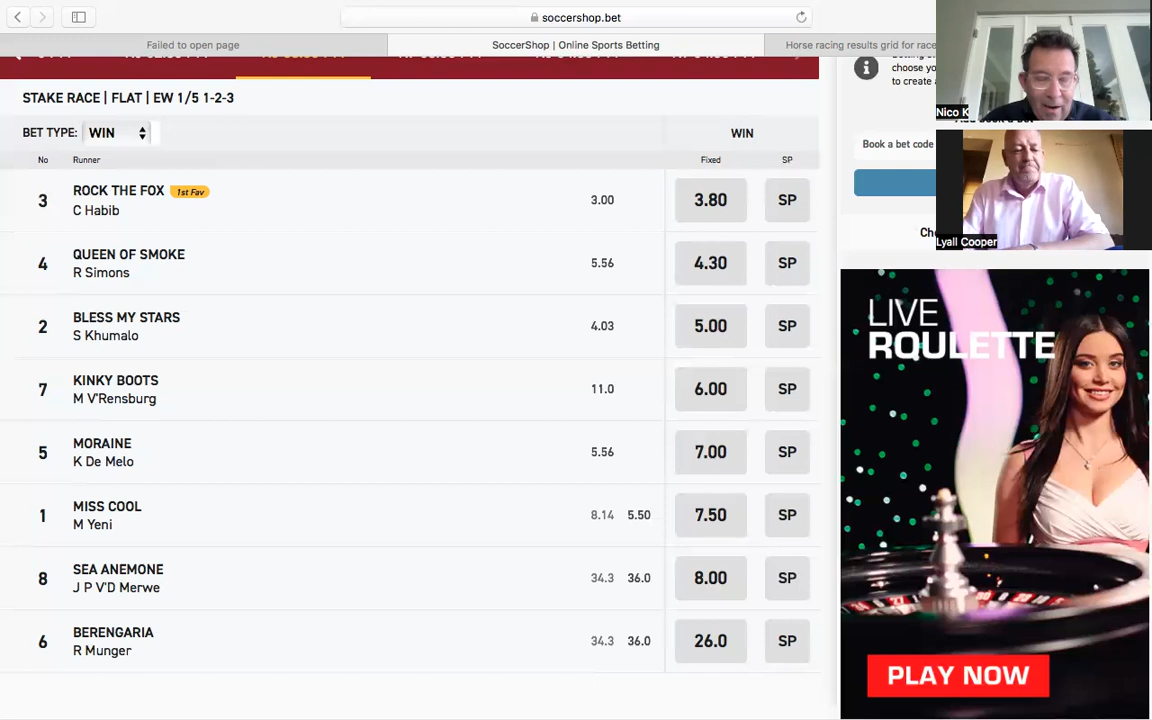 soccershop.bet
Failed to open page
SoccerShop | Online Sports Betting
Horse racing results grid for race
STAKE RACE | FLAT | EW 1/5 1-2-3
BET TYPE: WIN
WIN
No Runner Fixed SP
3 ROCK THE FOX 1st Fav 3.00 3.80 SP
C Habib
4 QUEEN OF SMOKE 5.56 4.30 SP
R Simons
2 BLESS MY STARS 4.03 5.00 SP
S Khumalo
7 KINKY BOOTS 11.0 6.00 SP
M V'Rensburg
5 MORAINE 5.56 7.00 SP
K De Melo
1 MISS COOL 8.14 5.50 7.50 SP
M Yeni
8 SEA ANEMONE 34.3 36.0 8.00 SP
J P V'D Merwe
6 BERENGARIA 34.3 36.0 26.0 SP
R Munger
choose yo
to create a
Nico K
Book a bet code
Lyall Cooper
LIVE
ROULETTE
PLAY NOW